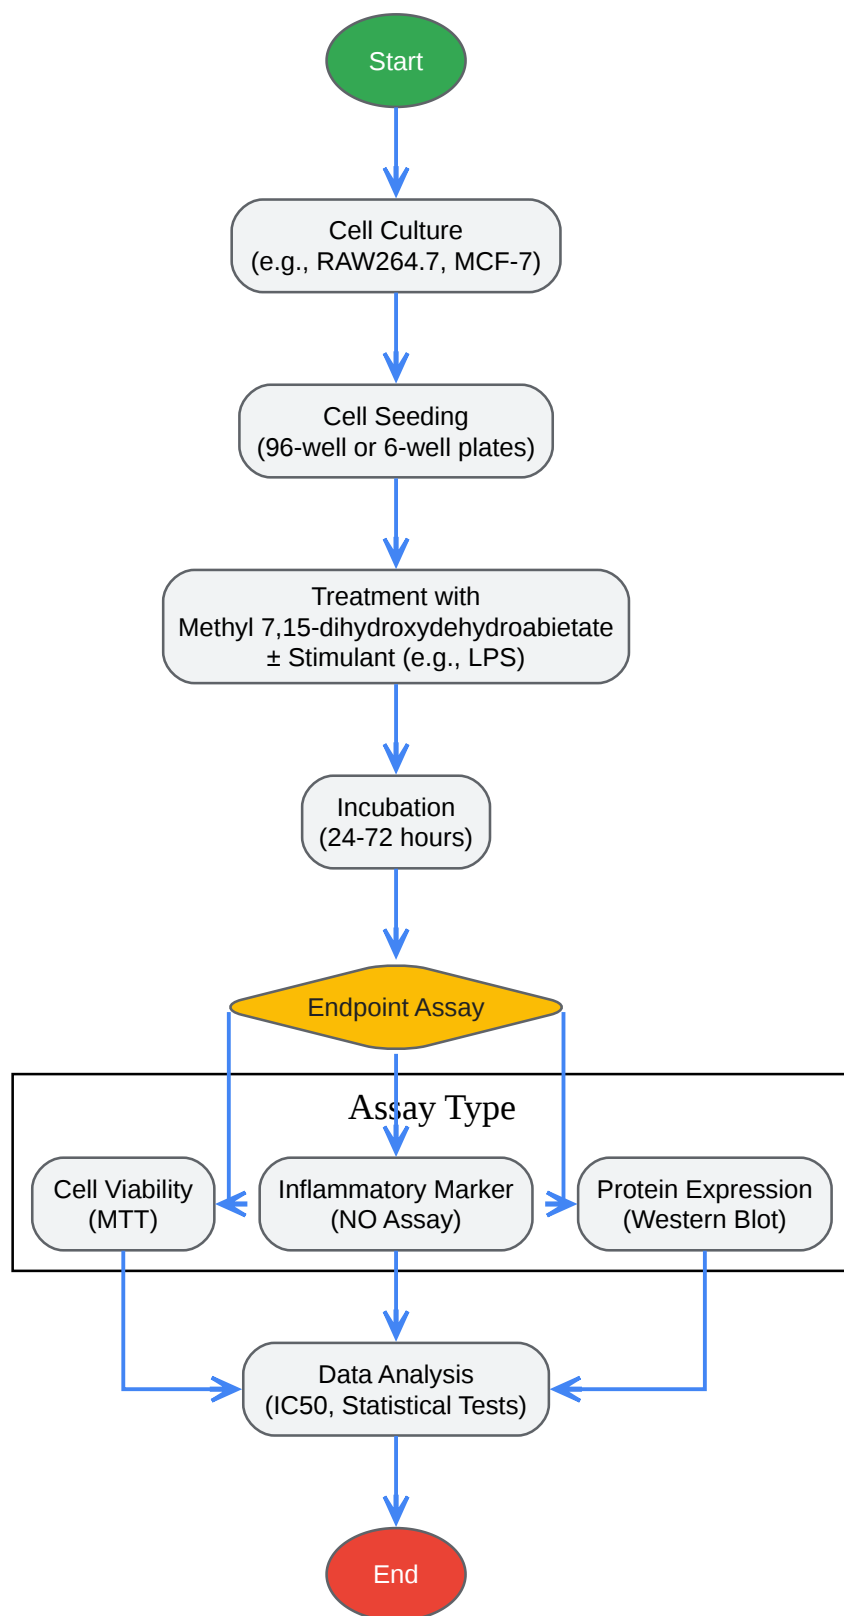 Start
Cell Culture
(e.g., RAW264.7, MCF-7)
Cell Seeding
(96-well or 6-well plates)
Treatment with
Methyl 7,15-dihydroxydehydroabietate
± Stimulant (e.g., LPS)
Incubation
(24-72 hours)
Endpoint Assay
Assay Type
Cell Viability
(MTT)
Inflammatory Marker
(NO Assay)
Protein Expression
(Western Blot)
Data Analysis
(IC50, Statistical Tests)
End